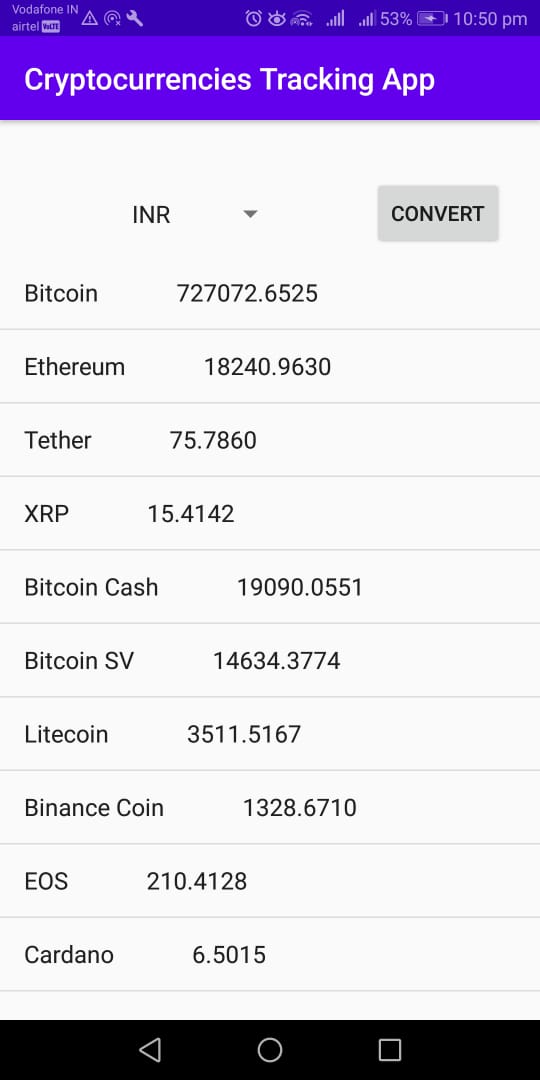 Vodafone IN
airtel VoLTE
53% 10:50 pm
Cryptocurrencies Tracking App
INR CONVERT
Bitcoin 727072.6525
Ethereum 18240.9630
Tether 75.7860
XRP 15.4142
Bitcoin Cash 19090.0551
Bitcoin SV 14634.3774
Litecoin 3511.5167
Binance Coin 1328.6710
EOS 210.4128
Cardano 6.5015